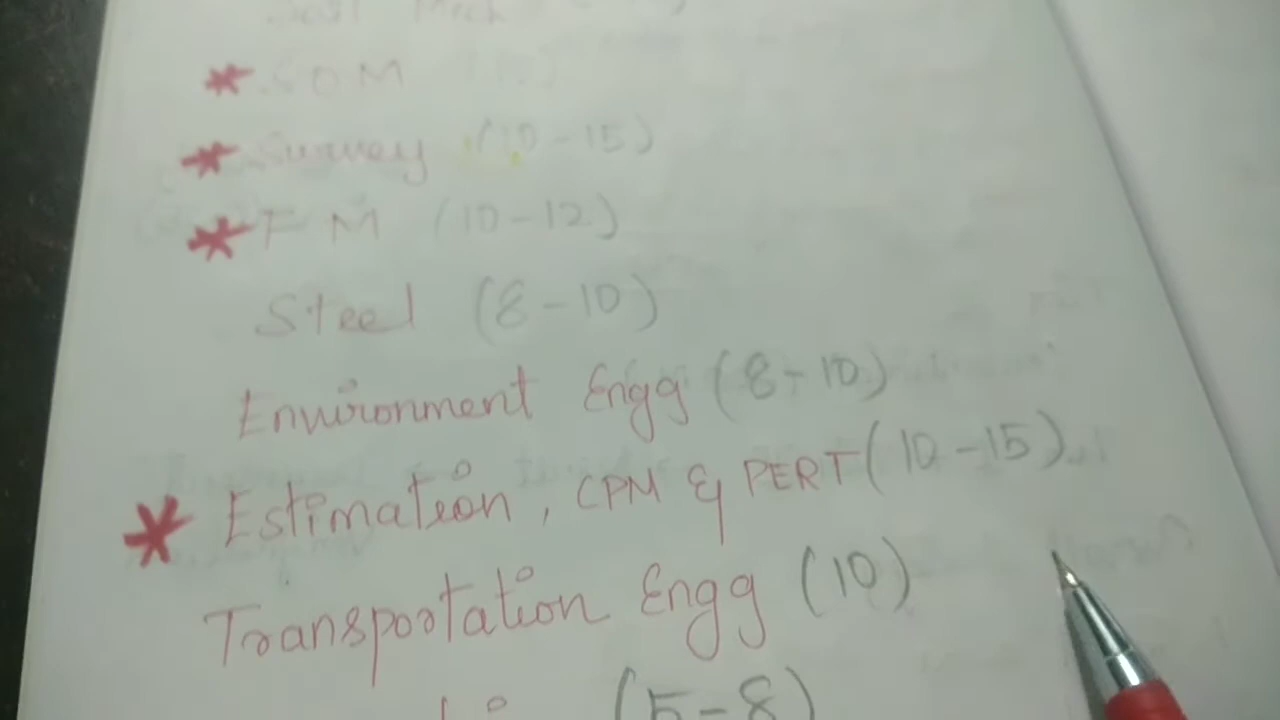 * SOM
* Survey (10-15)
* FM (10-12)
Steel (8-10)
Environment Engg (8-10)
* Estimation, CPM & PERT (10-15)
Transportation Engg (10)
(5-8)